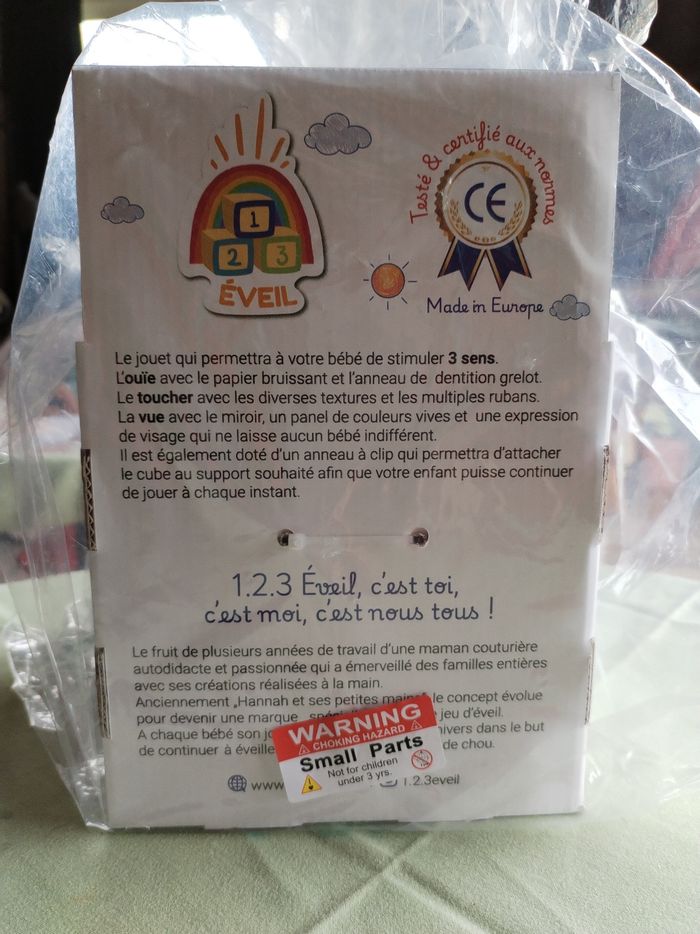 1
2 3
ÉVEIL
Testé & certifié aux normes
CE
Made in Europe
Le jouet qui permettra à votre bébé de stimuler 3 sens.
L'ouïe avec le papier bruissant et l'anneau de dentition grelot.
Le toucher avec les diverses textures et les multiples rubans.
La vue avec le miroir, un panel de couleurs vives et une expression
de visage qui ne laisse aucun bébé indifférent.
Il est également doté d'un anneau à clip qui permettra d'attacher
le cube au support souhaité afin que votre enfant puisse continuer
de jouer à chaque instant.
1.2.3 Éveil, c'est toi,
c'est moi, c'est nous tous !
Le fruit de plusieurs années de travail d'une maman couturière
autodidacte et passionnée qui a émerveillé des familles entières
avec ses créations réalisées à la main.
Anciennement „Hannah et ses petites mains" le concept évolue
pour devenir une marque jeu d'éveil.
A chaque bébé son dans le but
de continuer à de chou.
WARNING
CHOKING HAZARD
Small Parts
Not for children
under 3 yrs.
www
1.2.3eveil